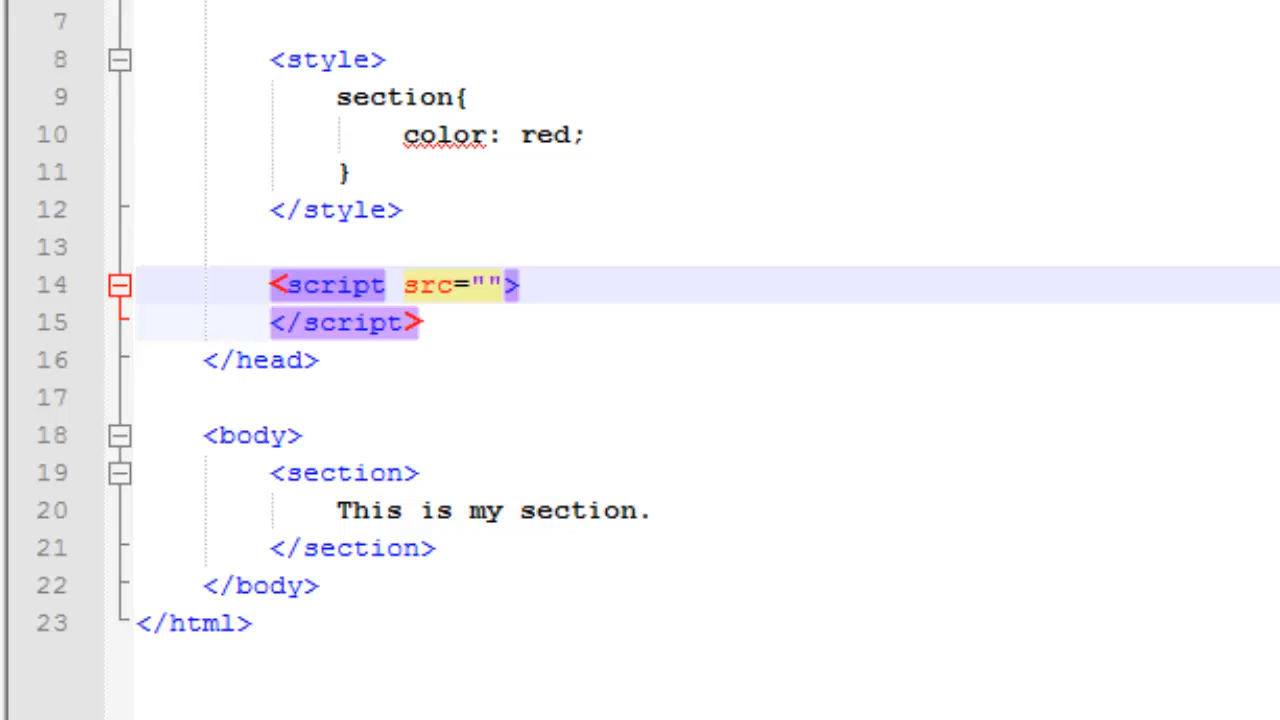 7
8 <style>
9 section{
10 color: red;
11 }
12 </style>
13
14 <script src="">
15 </script>
16 </head>
17
18 <body>
19 <section>
20 This is my section.
21 </section>
22 </body>
23 </html>